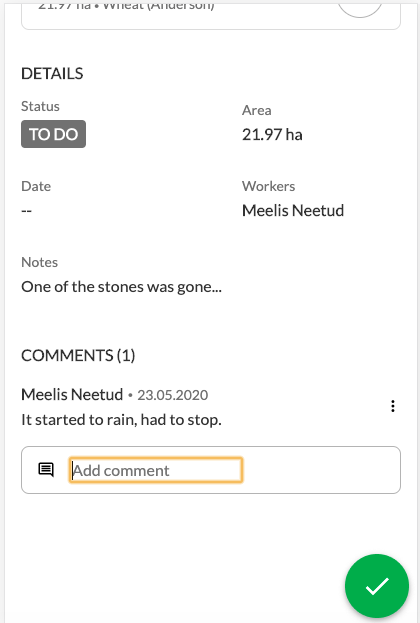 21.97 ha • Wheat (Anderson)
DETAILS
Status
Area
TO DO
21.97 ha
Date
Workers
--
Meelis Neetud
Notes
One of the stones was gone...
COMMENTS (1)
Meelis Neetud • 23.05.2020
It started to rain, had to stop.
Add comment